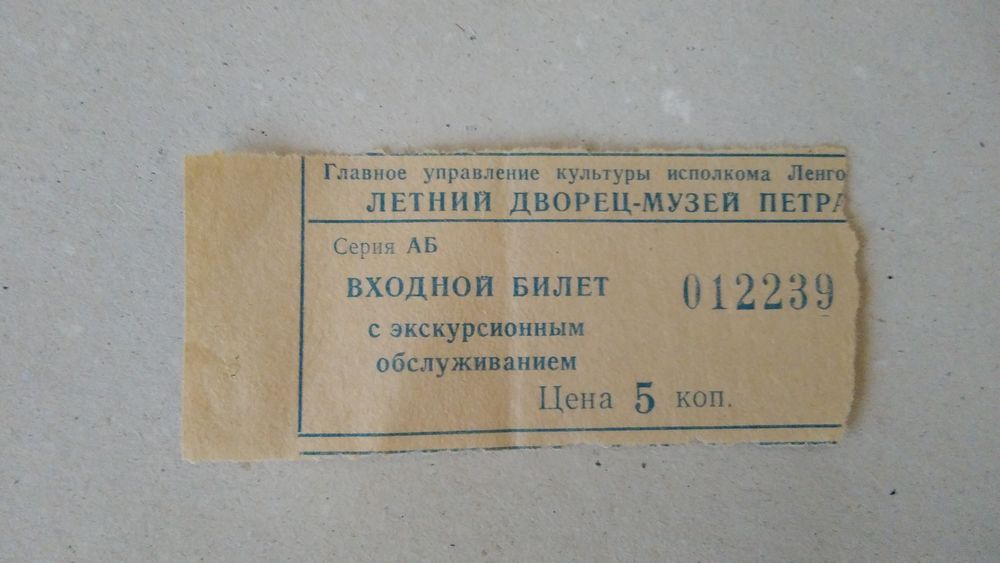 Главное управление культуры исполкома Ленго
ЛЕТНИЙ ДВОРЕЦ-МУЗЕЙ ПЕТРА
Серия АБ
ВХОДНОЙ БИЛЕТ 012239
с экскурсионным
обслуживанием
Цена 5 коп.